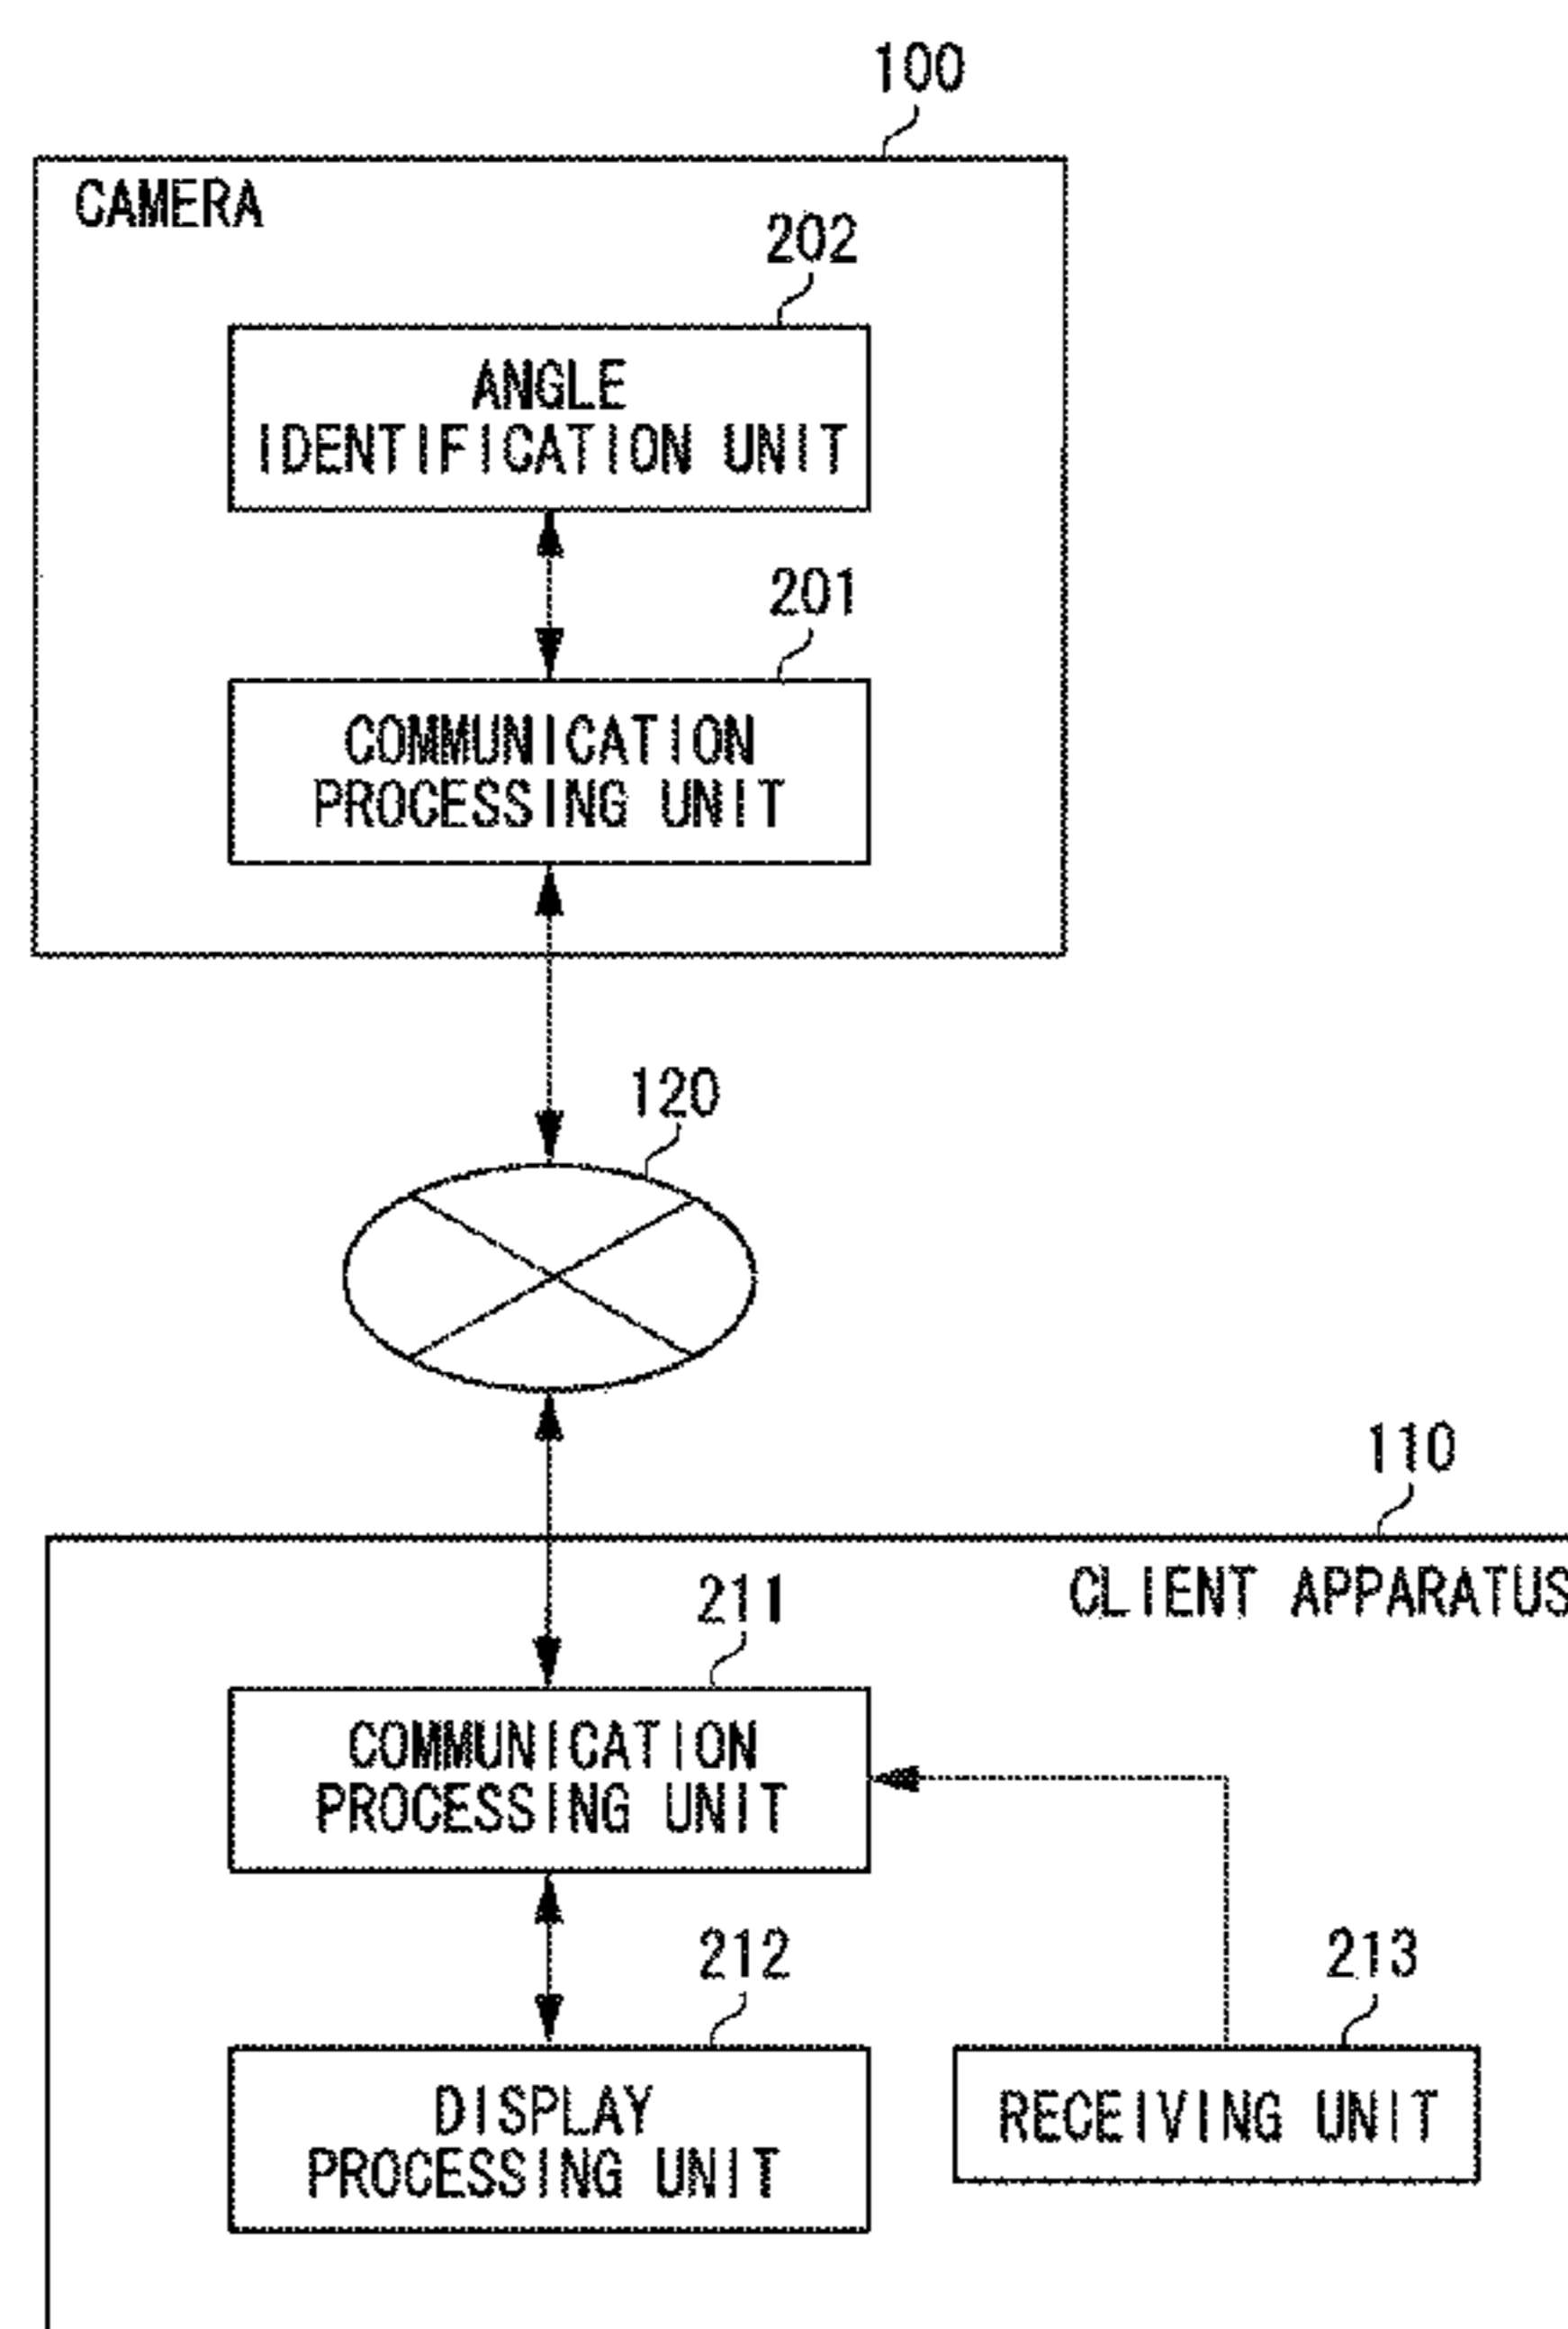 100
CAMERA
202
ANGLE
IDENTIFICATION UNIT
201
COMMUNICATION
PROCESSING UNIT
120
110
CLIENT APPARATUS
211
COMMUNICATION
PROCESSING UNIT
212
213
DISPLAY
PROCESSING UNIT
RECEIVING UNIT